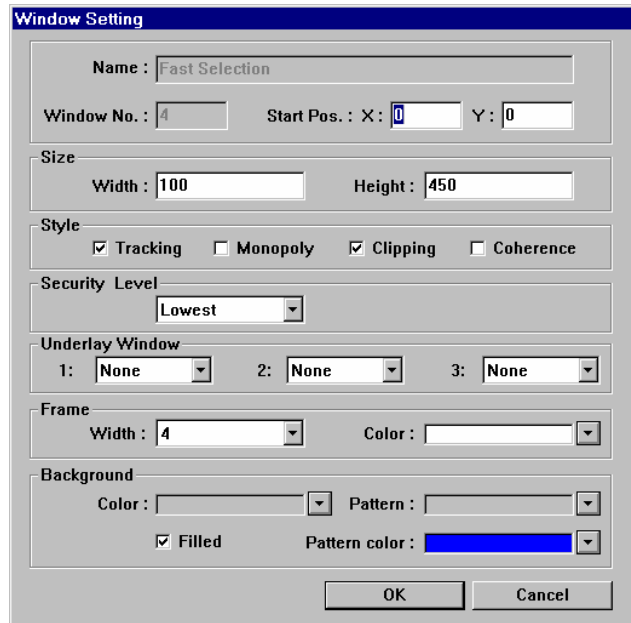 Window Setting
Name : Fast Selection
Window No. : 4 Start Pos. : X : 0 Y : 0
Size
Width : 100 Height : 450
Style
Tracking Monopoly Clipping Coherence
Security Level
Lowest
Underlay Window
1: None 2: None 3: None
Frame
Width : 4 Color :
Background
Color : Pattern :
Filled Pattern color :
OK Cancel